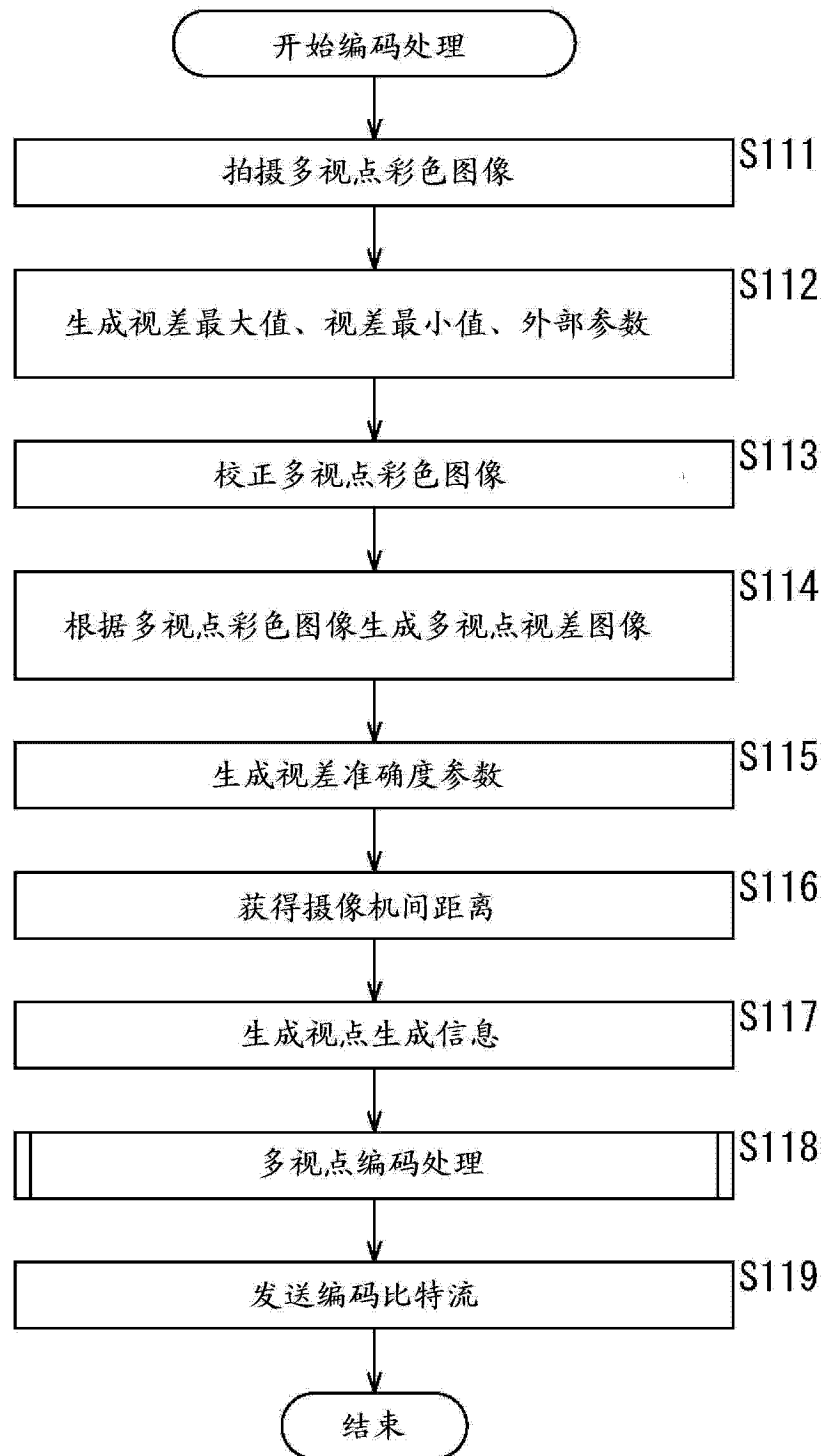 开始编码处理
S111
拍摄多视点彩色图像
S112
生成视差最大值、视差最小值、外部参数
S113
校正多视点彩色图像
S114
根据多视点彩色图像生成多视点视差图像
S115
生成视差准确度参数
S116
获得摄像机间距离
S117
生成视点生成信息
S118
多视点编码处理
S119
发送编码比特流
结束